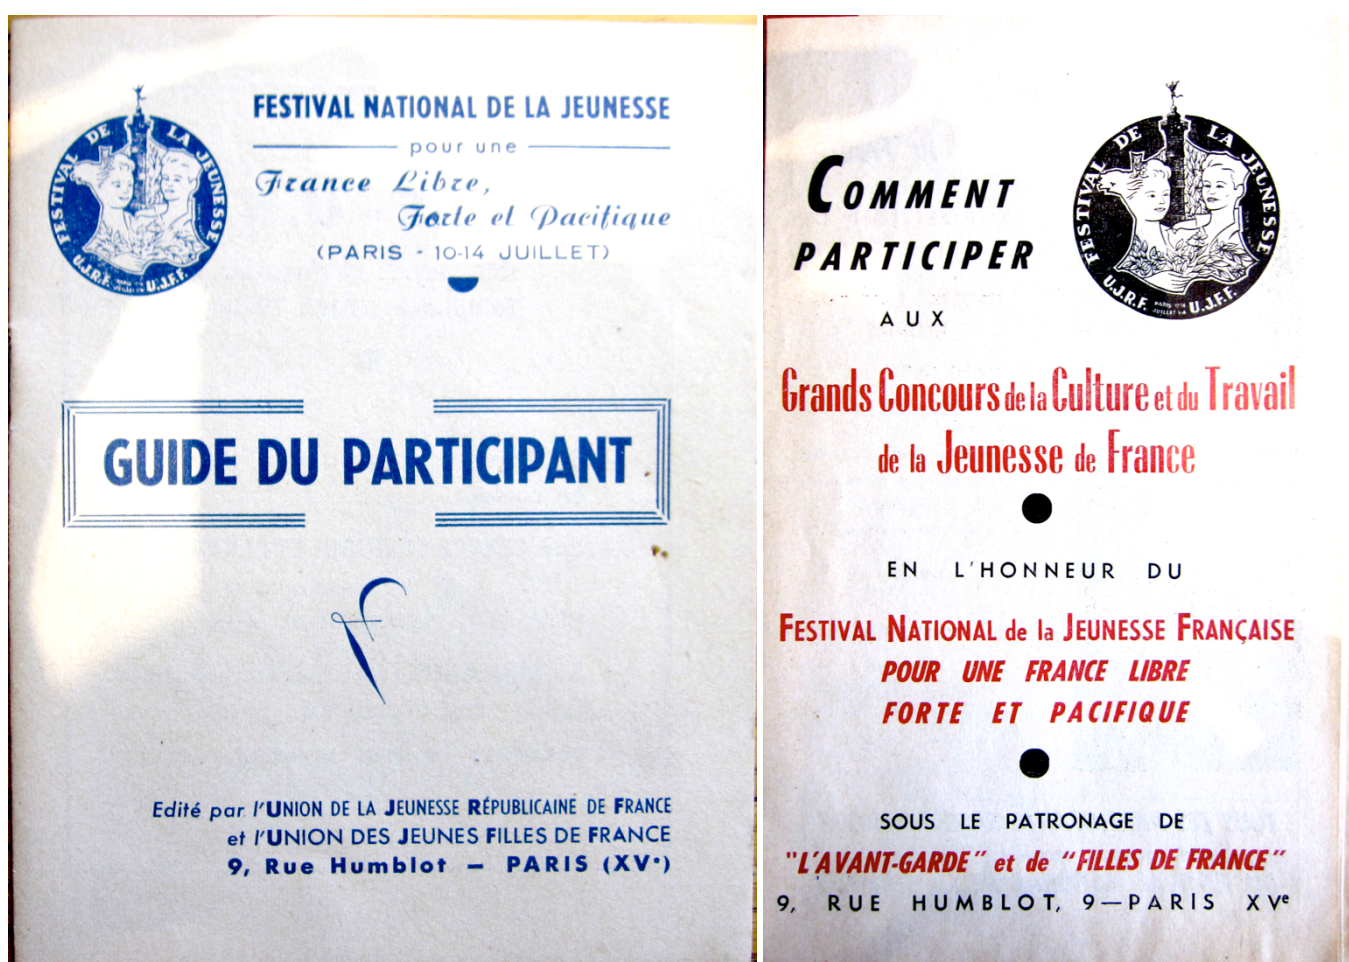 FESTIVAL DE LA JEUNESSE
U.J.R.F. U.J.F.F.
FESTIVAL NATIONAL DE LA JEUNESSE
pour une
France Libre,
Forte et Pacifique
(PARIS - 10-14 JUILLET)
GUIDE DU PARTICIPANT
Edité par l'UNION DE LA JEUNESSE RÉPUBLICAINE DE FRANCE
et l'UNION DES JEUNES FILLES DE FRANCE
9, Rue Humblot — PARIS (XVe)
FESTIVAL DE LA JEUNESSE
U.J.R.F. U.J.F.F.
COMMENT
PARTICIPER
AUX
Grands Concours de la Culture et du Travail
de la Jeunesse de France
EN L'HONNEUR DU
FESTIVAL NATIONAL de la JEUNESSE FRANÇAISE
POUR UNE FRANCE LIBRE
FORTE ET PACIFIQUE
SOUS LE PATRONAGE DE
"L'AVANT-GARDE" et de "FILLES DE FRANCE"
9, RUE HUMBLOT, 9—PARIS XVe